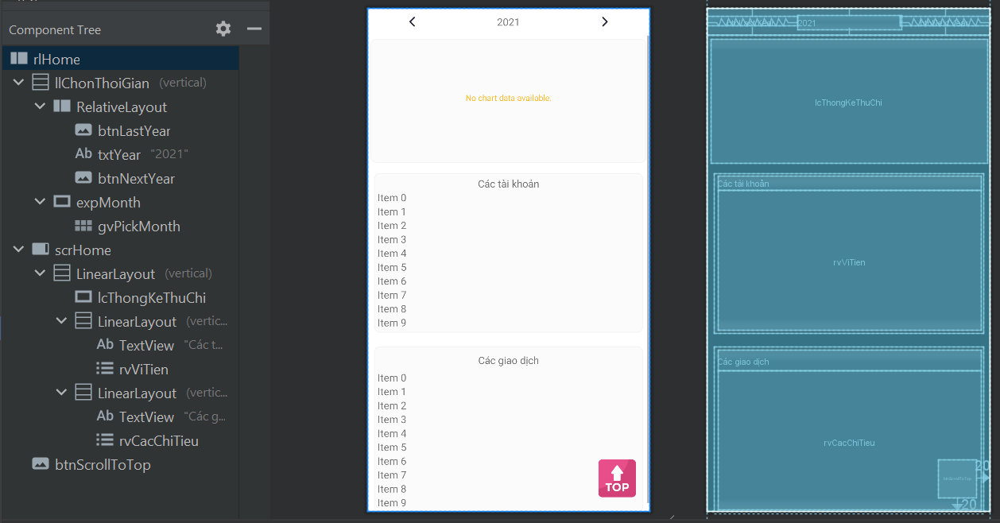 Component Tree
rlHome
llChonThoiGian (vertical)
RelativeLayout
btnLastYear
Ab txtYear "2021"
btnNextYear
expMonth
gvPickMonth
scrHome
LinearLayout (vertical)
lcThongKeThuChi
LinearLayout (vertic...
Ab TextView "Các t...
rvViTien
LinearLayout (vertic...
Ab TextView "Các g...
rvCacChiTieu
btnScrollToTop
2021
No chart data available.
Các tài khoản
Item 0
Item 1
Item 2
Item 3
Item 4
Item 5
Item 6
Item 7
Item 8
Item 9
Các giao dịch
Item 0
Item 1
Item 2
Item 3
Item 4
Item 5
Item 6
Item 7
Item 8
Item 9
TOP
2021
lcThongKeThuChi
Các tài khoản
rvViTien
Các giao dịch
rvCacChiTieu
20
20